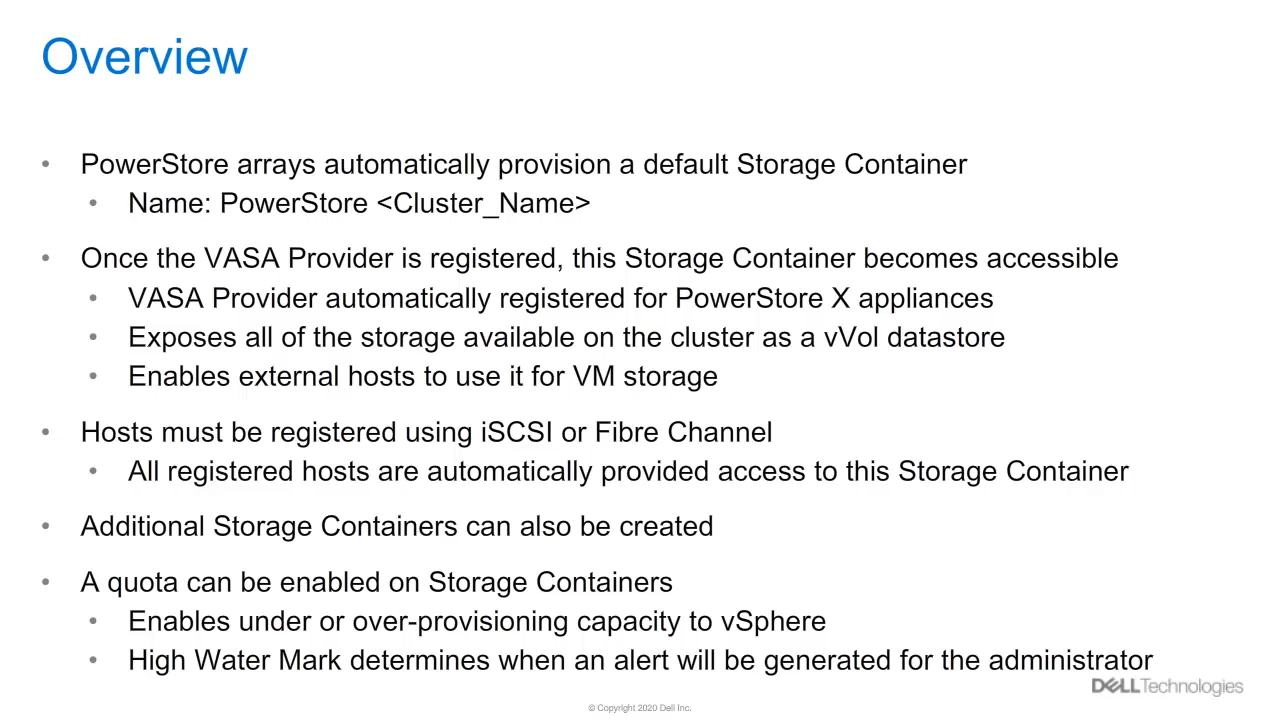 Overview
• PowerStore arrays automatically provision a default Storage Container
• Name: PowerStore <Cluster_Name>
• Once the VASA Provider is registered, this Storage Container becomes accessible
• VASA Provider automatically registered for PowerStore X appliances
• Exposes all of the storage available on the cluster as a vVol datastore
• Enables external hosts to use it for VM storage
• Hosts must be registered using iSCSI or Fibre Channel
• All registered hosts are automatically provided access to this Storage Container
• Additional Storage Containers can also be created
• A quota can be enabled on Storage Containers
• Enables under or over-provisioning capacity to vSphere
• High Water Mark determines when an alert will be generated for the administrator
DELL Technologies
© Copyright 2020 Dell Inc.